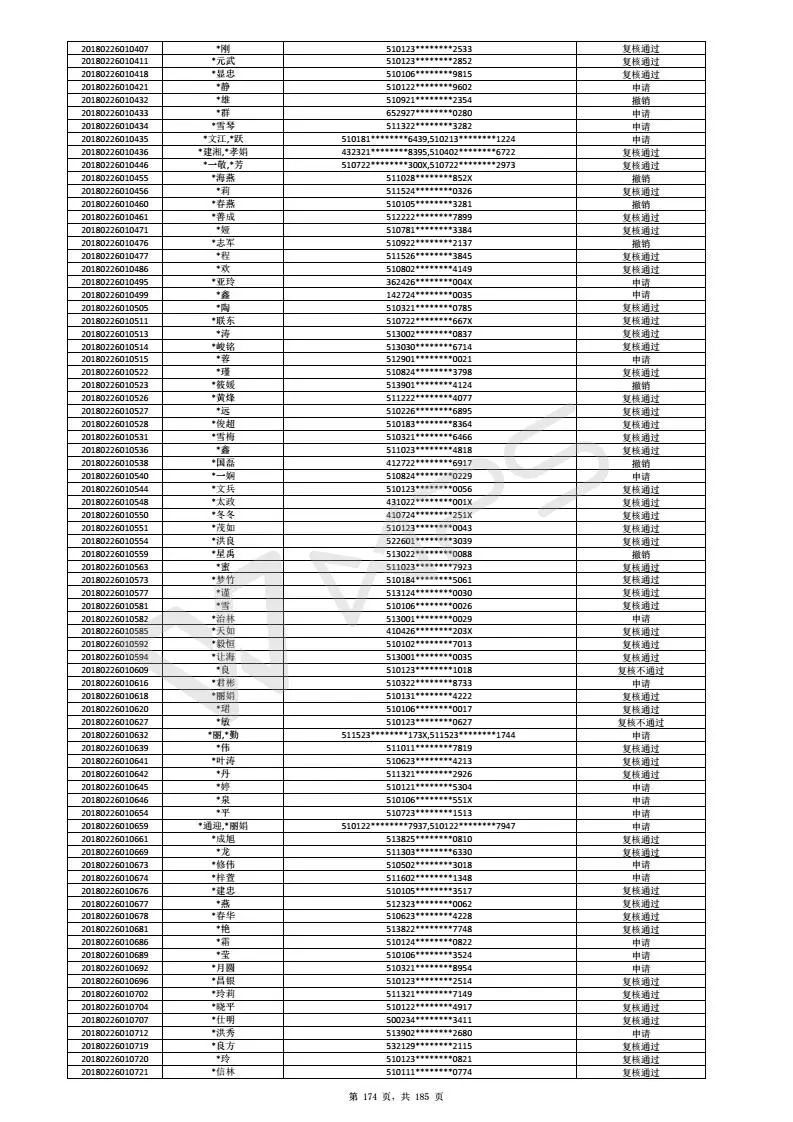 20180226010407 *刚 510123********2533 复核通过
20180226010411 *元武 510123********2852 复核通过
20180226010418 *显忠 510106********9815 复核通过
20180226010421 *静 510122********9602 申请
20180226010432 *雄 510921********2354 撤销
20180226010433 *群 652927********0280 申请
20180226010434 *雪琴 511322********3282 申请
20180226010435 *文江,*跃 510181********6439,510213********1224 申请
20180226010436 *建湘,*孝娟 432321********8395,510402********6722 复核通过
20180226010446 *一敬,*芳 510722********300X,510722********2973 复核通过
20180226010455 *海燕 511028********852X 撤销
20180226010456 *莉 511524********0326 复核通过
20180226010460 *春燕 510105********3281 撤销
20180226010461 *善成 512222********7899 复核通过
20180226010471 *娅 510781********3384 复核通过
20180226010476 *志军 510922********2137 撤销
20180226010477 *程 511526********3845 复核通过
20180226010486 *欢 510802********4149 复核通过
20180226010495 *亚玲 362426********004X 申请
20180226010499 *鑫 142724********0035 申请
20180226010505 *陶 510321********0785 复核通过
20180226010511 *联东 510722********667X 复核通过
20180226010513 *涛 513002********0837 复核通过
20180226010514 *峻铭 513030********6714 复核通过
20180226010515 *蓉 512901********0021 申请
20180226010522 *瑾 510824********3798 复核通过
20180226010523 *筱媛 513901********4124 撤销
20180226010526 *黄烽 511222********4077 复核通过
20180226010527 *远 510226********6895 复核通过
20180226010528 *俊超 510183********8364 复核通过
20180226010531 *雪梅 510321********6466 复核通过
20180226010536 *鑫 511023********4818 复核通过
20180226010538 *国磊 412722********6917 撤销
20180226010540 *一娴 510824********0229 申请
20180226010544 *文兵 510123********0056 复核通过
20180226010548 *太政 431022********001X 复核通过
20180226010550 *冬冬 410724********251X 复核通过
20180226010551 *茂如 510123********0043 复核通过
20180226010554 *洪良 522601********3039 复核通过
20180226010559 *星禹 513022********0088 撤销
20180226010563 *蜜 511023********7923 复核通过
20180226010573 *梦竹 510184********5061 复核通过
20180226010577 *谨 513124********0030 复核通过
20180226010581 *雪 510106********0026 复核通过
20180226010582 *治林 513001********0029 申请
20180226010585 *天如 410426********203X 复核通过
20180226010592 *毅恒 510102********7013 复核通过
20180226010594 *让海 513001********0035 复核通过
20180226010609 *良 510123********1018 复核不通过
20180226010616 *君彬 510322********8733 申请
20180226010618 *丽娟 510131********4222 复核通过
20180226010620 *珺 510106********0017 复核通过
20180226010627 *敏 510123********0627 复核不通过
20180226010632 *丽,*勤 511523********173X,511523********1744 申请
20180226010639 *伟 511011********7819 复核通过
20180226010641 *叶涛 510623********4213 复核通过
20180226010642 *丹 511321********2926 复核通过
20180226010645 *婷 510121********5304 申请
20180226010646 *泉 510106********551X 申请
20180226010654 *平 510723********1513 申请
20180226010659 *通迎,*丽娟 510122********7937,510122********7947 申请
20180226010661 *成旭 513825********0810 复核通过
20180226010669 *龙 511303********6330 复核通过
20180226010673 *修伟 510502********3018 申请
20180226010674 *梓萱 511602********1348 申请
20180226010676 *建忠 510105********3517 复核通过
20180226010677 *燕 512323********0062 复核通过
20180226010678 *春华 510623********4228 复核通过
20180226010681 *艳 513822********7748 复核通过
20180226010686 *霜 510124********0822 申请
20180226010689 *莹 510106********3524 申请
20180226010692 *月圆 510321********8954 申请
20180226010696 *昌银 510123********2514 复核通过
20180226010702 *玲莉 511321********7149 复核通过
20180226010704 *晓平 510122********4917 复核通过
20180226010707 *仕明 500234********3411 复核通过
20180226010712 *洪秀 513902********2680 申请
20180226010719 *良方 532129********2115 复核通过
20180226010720 *玲 510123********0821 复核通过
20180226010721 *信林 510111********0774 复核通过
第 174 页, 共 185 页